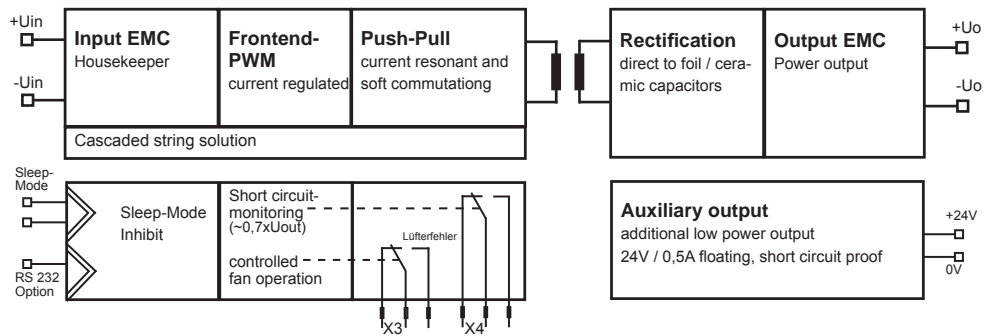 +Uin
-Uin
Input EMC
Housekeeper
Frontend-
PWM
current regulated
Push-Pull
current resonant and
soft commutationg
Cascaded string solution
Rectification
direct to foil / cera-
mic capacitors
Output EMC
Power output
+Uo
-Uo
Sleep-
Mode
RS 232
Option
Sleep-Mode
Inhibit
Short circuit-
monitoring
(~0,7xUout)
controlled
fan operation
Lüfterfehler
X3
X4
Auxiliary output
additional low power output
24V / 0,5A floating, short circuit proof
+24V
0V